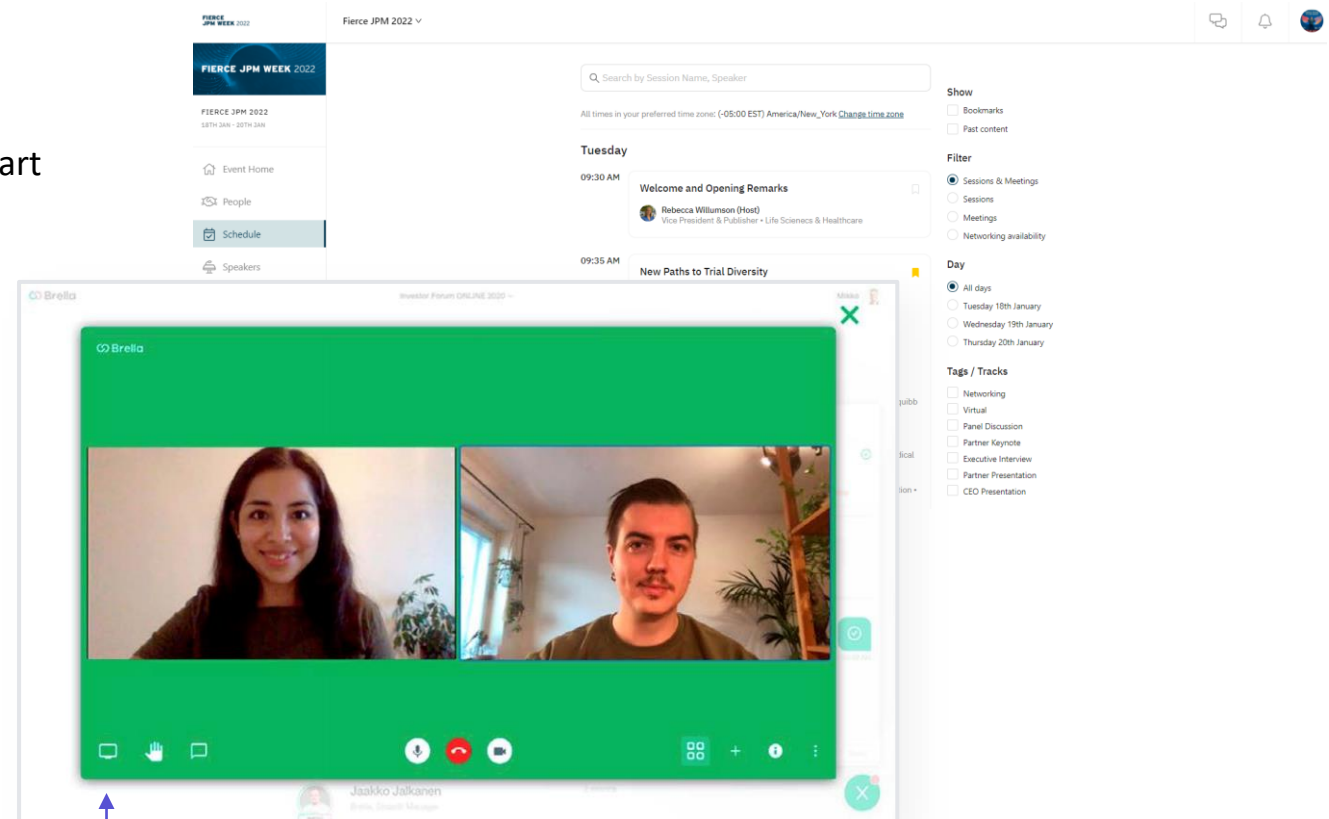 FIERCE
JPM WEEK 2022
Fierce JPM 2022
FIERCE JPM WEEK 2022
FIERCE JPM 2022
18TH JAN - 20TH JAN
art
Event Home
People
Schedule
Speakers
Search by Session Name, Speaker
All times in your preferred time zone: (-05:00 EST) America/New_York Change time zone
Tuesday
09:30 AM
Welcome and Opening Remarks
Rebecca Willumson (Host)
Vice President & Publisher • Life Scienecs & Healthcare
09:35 AM
New Paths to Trial Diversity
Show
Bookmarks
Past content
Filter
Sessions & Meetings
Sessions
Meetings
Networking availability
Day
All days
Tuesday 18th January
Wednesday 19th January
Thursday 20th January
Tags / Tracks
Networking
Virtual
Panel Discussion
Partner Keynote
Executive Interview
Partner Presentation
CEO Presentation
quibb
dical
tion •
Brella
Investor Forum ONLINE 2020
Brella
Jaakko Jalkanen